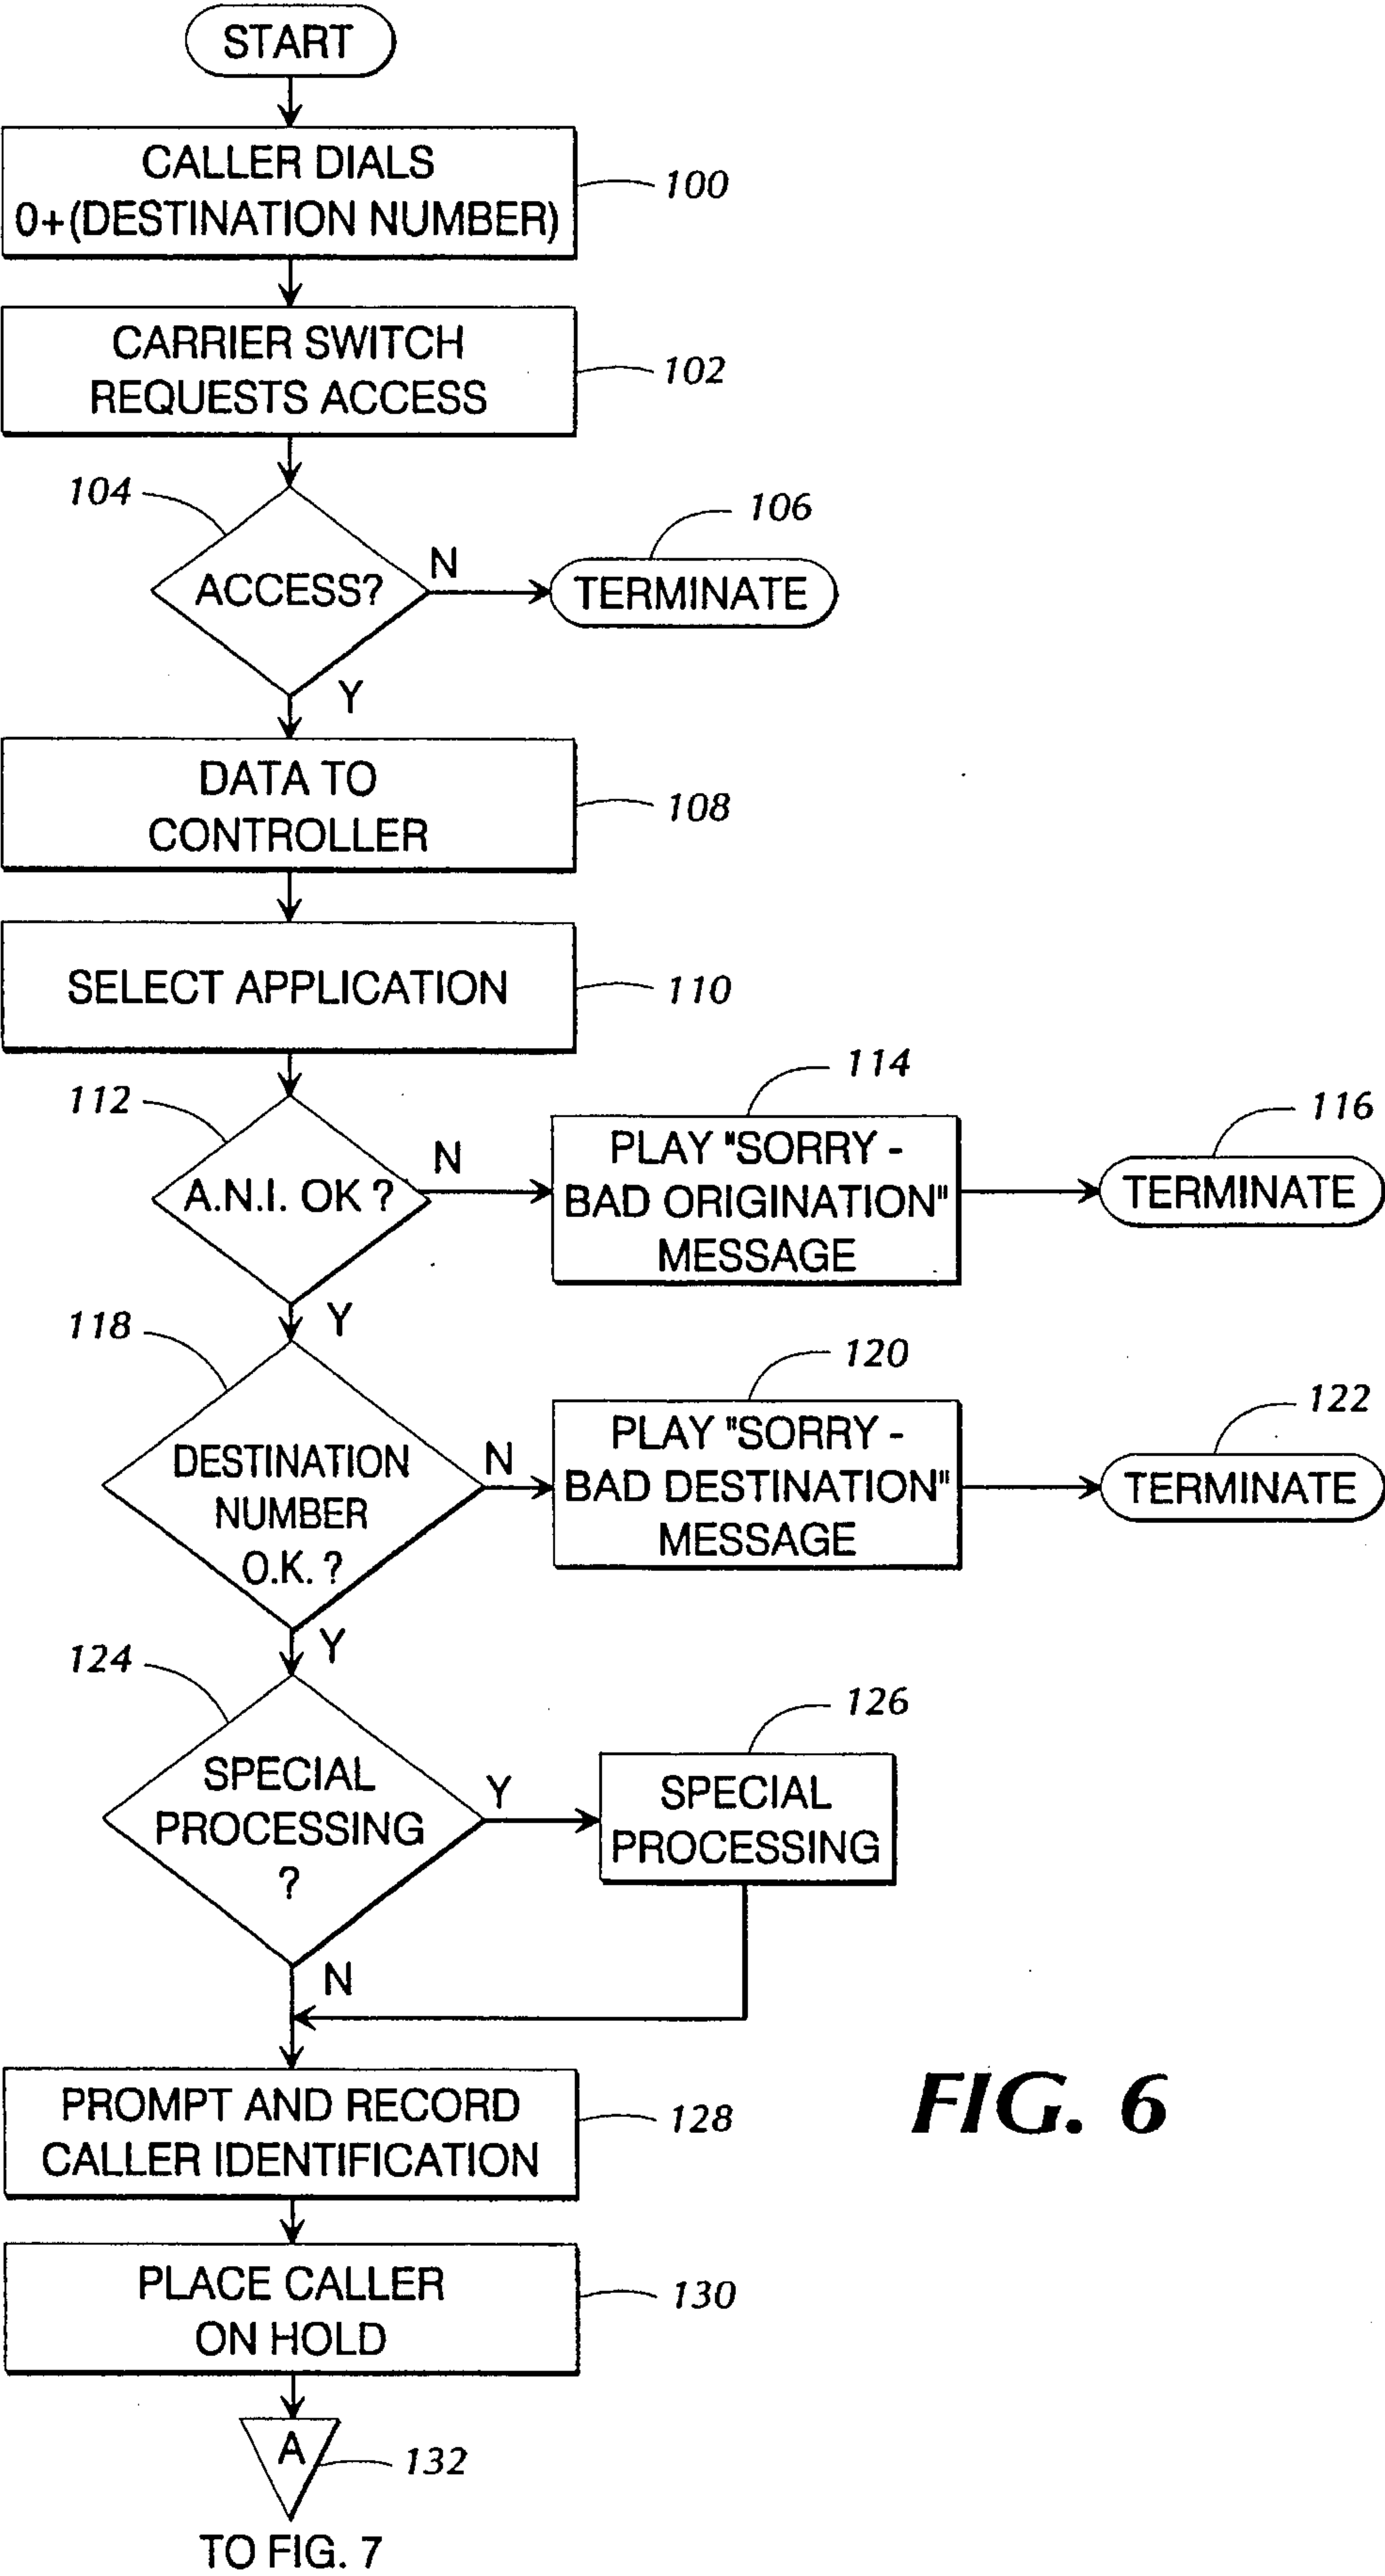 START
CALLER DIALS
0+(DESTINATION NUMBER)
100
CARRIER SWITCH
REQUESTS ACCESS
102
104
ACCESS?
N
106
TERMINATE
Y
DATA TO
CONTROLLER
108
SELECT APPLICATION
110
112
A.N.I. OK ?
N
114
PLAY "SORRY -
BAD ORIGINATION"
MESSAGE
116
TERMINATE
Y
118
DESTINATION
NUMBER
O.K. ?
N
120
PLAY "SORRY -
BAD DESTINATION"
MESSAGE
122
TERMINATE
Y
124
SPECIAL
PROCESSING
?
Y
126
SPECIAL
PROCESSING
N
PROMPT AND RECORD
CALLER IDENTIFICATION
128
FIG. 6
PLACE CALLER
ON HOLD
130
A
132
TO FIG. 7